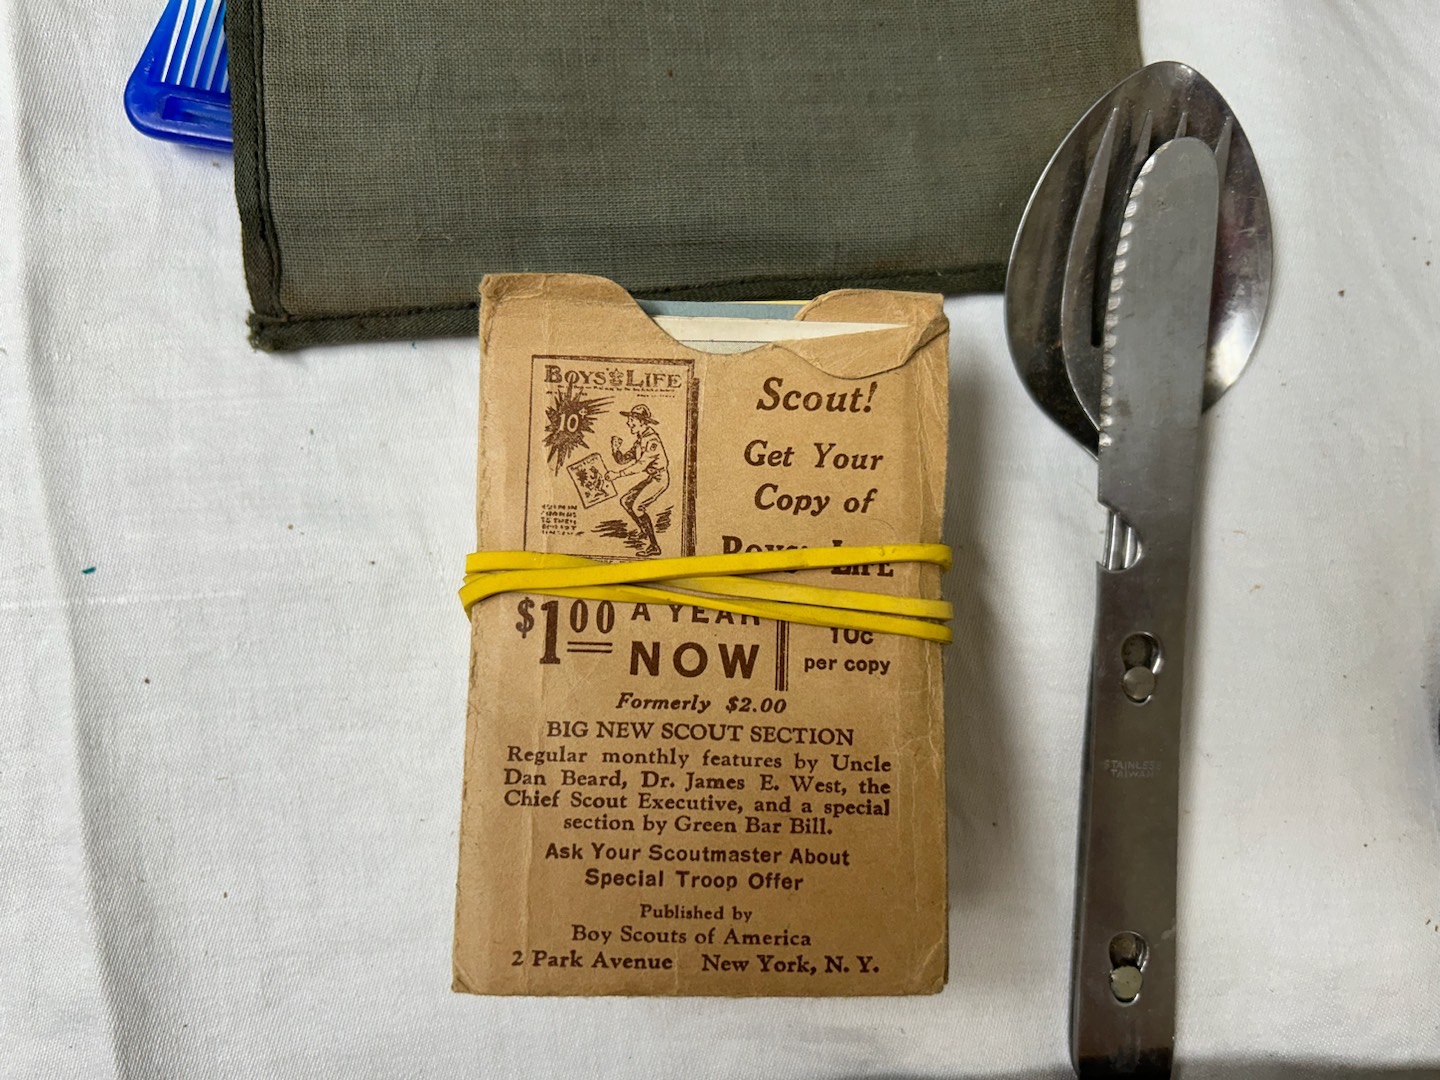 BOYS' LIFE
10¢
Scout!
Get Your
Copy of
BOYS' LIFE
$1.00 A YEAR
NOW
10c
per copy
Formerly $2.00
BIG NEW SCOUT SECTION
Regular monthly features by Uncle
Dan Beard, Dr. James E. West, the
Chief Scout Executive, and a special
section by Green Bar Bill.
Ask Your Scoutmaster About
Special Troop Offer
Published by
Boy Scouts of America
2 Park Avenue New York, N. Y.
STAINLESS
TAIWAN